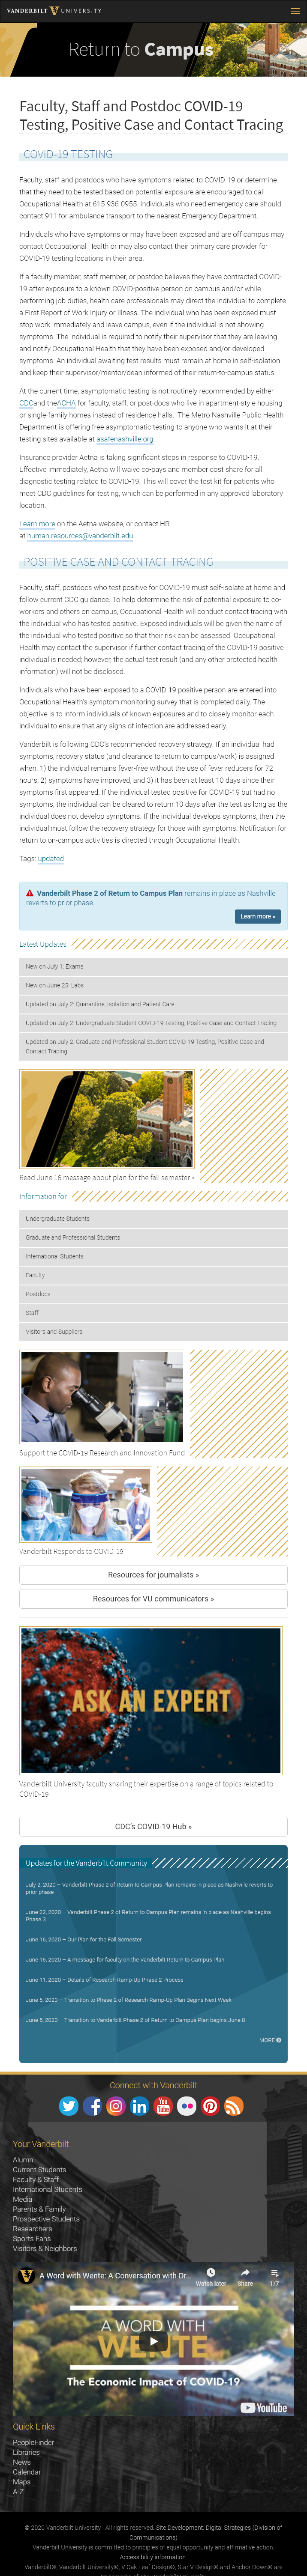 VANDERBILT UNIVERSITY
Return to Campus
Faculty, Staff and Postdoc COVID-19
Testing, Positive Case and Contact Tracing
COVID-19 TESTING
Faculty, staff and postdocs who have symptoms related to COVID-19 or determine
that they need to be tested based on potential exposure are encouraged to call
Occupational Health at 615-936-0955. Individuals who need emergency care should
contact 911 for ambulance transport to the nearest Emergency Department.
Individuals who have symptoms or may have been exposed and are off campus may
contact Occupational Health or may also contact their primary care provider for
COVID-19 testing locations in their area.
If a faculty member, staff member, or postdoc believes they have contracted COVID-
19 after exposure to a known COVID-positive person on campus and/or while
performing job duties, health care professionals may direct the individual to complete
a First Report of Work Injury or Illness. The individual who has been exposed must
stop work immediately and leave campus, even if the individual is not having
symptoms. The individual must wait for further instruction before they are leaving
and notify Occupational Health that they have been exposed and/or developed
symptoms. An individual awaiting test results must remain at home in self-isolation
and keep their supervisor/mentor/dean informed of their return-to-campus status.
At the current time, asymptomatic testing is not routinely recommended by either
CDCand theACHA for faculty, staff, or post-docs who live in apartment-style housing
or single-family homes instead of residence halls.  The Metro Nashville Public Health
Department is offering free asymptomatic testing to anyone who wants it at their
testing sites available at asafenashville.org.
Insurance provider Aetna is taking significant steps in response to COVID-19.
Effective immediately, Aetna will waive co-pays and member cost share for all
diagnostic testing related to COVID-19. This will cover the test kit for patients who
meet CDC guidelines for testing, which can be performed in any approved laboratory
location.
Learn more on the Aetna website, or contact HR
at human.resources@vanderbilt.edu.
POSITIVE CASE AND CONTACT TRACING
Faculty, staff, postdocs who test positive for COVID-19 must self-isolate at home and
follow current CDC guidance. To determine the risk of potential exposure to co-
workers and others on campus, Occupational Health will conduct contact tracing with
the individual who has tested positive. Exposed individuals will be given the name of
the individual who tested positive so that their risk can be assessed. Occupational
Health may contact the supervisor if further contact tracing of the COVID-19 positive
individual is needed; however, the actual test result (and any other protected health
information) will not be disclosed.
Individuals who have been exposed to a COVID-19 positive person are entered into
Occupational Health's symptom monitoring survey that is completed daily. The
objective is to inform individuals of known exposures and to closely monitor each
individual to ensure that any signs of infection are addressed early.
Vanderbilt is following CDC's recommended recovery strategy. If an individual had
symptoms, recovery status (and clearance to return to campus/work) is assigned
when: 1) the individual remains fever-free without the use of fever reducers for 72
hours, 2) symptoms have improved, and 3) it has been at least 10 days since their
symptoms first appeared. If the individual tested positive for COVID-19 but had no
symptoms, the individual can be cleared to return 10 days after the test as long as the
individual does not develop symptoms. If the individual develops symptoms, then the
individual must follow the recovery strategy for those with symptoms. Notification for
return to on-campus activities is directed through Occupational Health.
Tags: updated
Vanderbilt Phase 2 of Return to Campus Plan remains in place as Nashville
reverts to prior phase.
Learn more »
Latest Updates
New on July 1: Exams
New on June 25: Labs
Updated on July 2: Quarantine, Isolation and Patient Care
Updated on July 2: Undergraduate Student COVID-19 Testing, Positive Case and Contact Tracing
Updated on July 2: Graduate and Professional Student COVID-19 Testing, Positive Case and
Contact Tracing
Read June 16 message about plan for the fall semester »
Information for
Undergraduate Students
Graduate and Professional Students
International Students
Faculty
Postdocs
Staff
Visitors and Suppliers
Support the COVID-19 Research and Innovation Fund
Vanderbilt Responds to COVID-19
Resources for journalists »
Resources for VU communicators »
ASK AN EXPERT
Vanderbilt University faculty sharing their expertise on a range of topics related to
COVID-19
CDC's COVID-19 Hub »
Updates for the Vanderbilt Community
July 2, 2020 – Vanderbilt Phase 2 of Return to Campus Plan remains in place as Nashville reverts to
prior phase
June 22, 2020 – Vanderbilt Phase 2 of Return to Campus Plan remains in place as Nashville begins
Phase 3
June 16, 2020 – Our Plan for the Fall Semester
June 16, 2020 – A message for faculty on the Vanderbilt Return to Campus Plan
June 11, 2020 – Details of Research Ramp-Up Phase 2 Process
June 5, 2020 – Transition to Phase 2 of Research Ramp-Up Plan Begins Next Week
June 5, 2020 – Transition to Vanderbilt Phase 2 of Return to Campus Plan begins June 8
MORE
Connect with Vanderbilt
You Tube
Your Vanderbilt
Alumni
Current Students
Faculty & Staff
International Students
Media
Parents & Family
Prospective Students
Researchers
Sports Fans
Visitors & Neighbors
A Word with Wente: A Conversation with Dr...
Watch later
Share
1/7
A WORD WITH
WENTE
The Economic Impact of COVID-19
YouTube
Quick Links
PeopleFinder
Libraries
News
Calendar
Maps
A-Z
© 2020 Vanderbilt University · All rights reserved. Site Development: Digital Strategies (Division of
Communications)
Vanderbilt University is committed to principles of equal opportunity and affirmative action.
Accessibility information.
Vanderbilt®, Vanderbilt University®, V Oak Leaf Design®, Star V Design® and Anchor Down® are